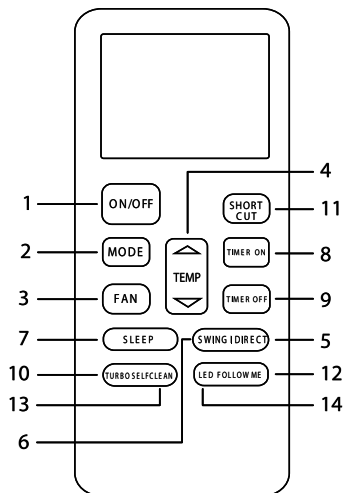 4
1
ON/OFF
SHORT
CUT
11
2
MODE
TEMP
TIMER ON
8
3
FAN
TIMER OFF
9
7
SLEEP
SWING I DIRECT
5
10
TURBO SELFCLEAN
LED FOLLOW ME
12
13
14
6